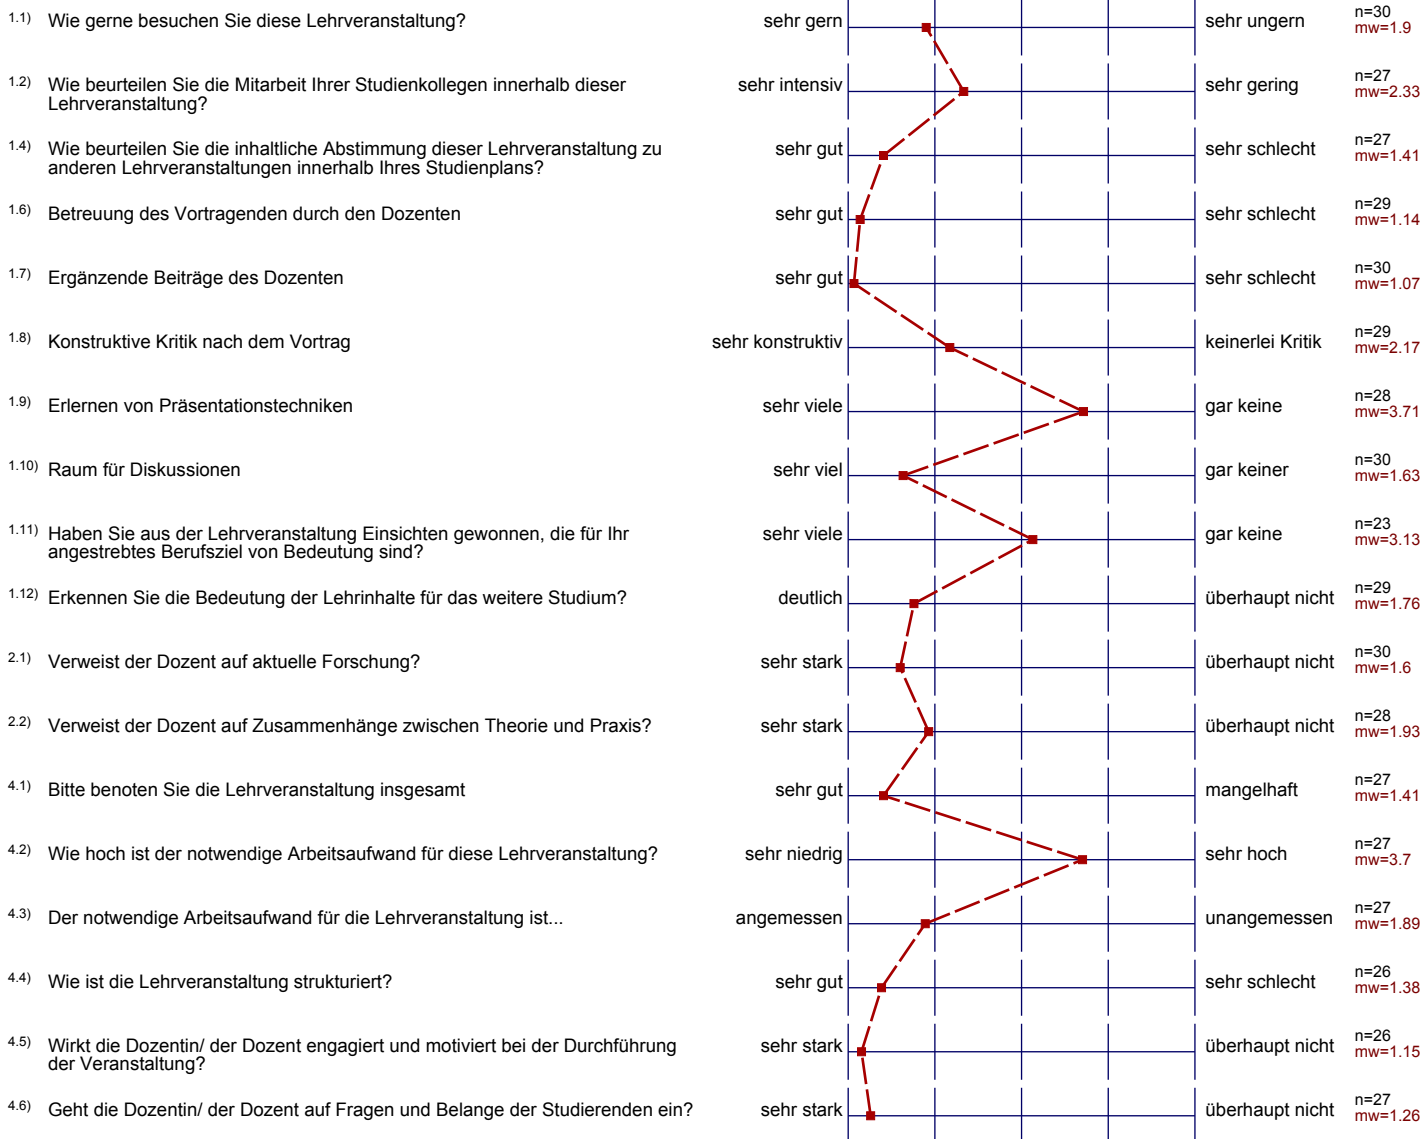 1.1) Wie gerne besuchen Sie diese Lehrveranstaltung? sehr gern sehr ungern n=30
mw=1.9
1.2) Wie beurteilen Sie die Mitarbeit Ihrer Studienkollegen innerhalb dieser sehr intensiv sehr gering n=27
Lehrveranstaltung? mw=2.33
1.4) Wie beurteilen Sie die inhaltliche Abstimmung dieser Lehrveranstaltung zu sehr gut sehr schlecht n=27
anderen Lehrveranstaltungen innerhalb Ihres Studienplans? mw=1.41
1.6) Betreuung des Vortragenden durch den Dozenten sehr gut sehr schlecht n=29
mw=1.14
1.7) Ergänzende Beiträge des Dozenten sehr gut sehr schlecht n=30
mw=1.07
1.8) Konstruktive Kritik nach dem Vortrag sehr konstruktiv keinerlei Kritik n=29
mw=2.17
1.9) Erlernen von Präsentationstechniken sehr viele gar keine n=28
mw=3.71
1.10) Raum für Diskussionen sehr viel gar keiner n=30
mw=1.63
1.11) Haben Sie aus der Lehrveranstaltung Einsichten gewonnen, die für Ihr sehr viele gar keine n=23
angestrebtes Berufsziel von Bedeutung sind? mw=3.13
1.12) Erkennen Sie die Bedeutung der Lehrinhalte für das weitere Studium? deutlich überhaupt nicht n=29
mw=1.76
2.1) Verweist der Dozent auf aktuelle Forschung? sehr stark überhaupt nicht n=30
mw=1.6
2.2) Verweist der Dozent auf Zusammenhänge zwischen Theorie und Praxis? sehr stark überhaupt nicht n=28
mw=1.93
4.1) Bitte benoten Sie die Lehrveranstaltung insgesamt sehr gut mangelhaft n=27
mw=1.41
4.2) Wie hoch ist der notwendige Arbeitsaufwand für diese Lehrveranstaltung? sehr niedrig sehr hoch n=27
mw=3.7
4.3) Der notwendige Arbeitsaufwand für die Lehrveranstaltung ist... angemessen unangemessen n=27
mw=1.89
4.4) Wie ist die Lehrveranstaltung strukturiert? sehr gut sehr schlecht n=26
mw=1.38
4.5) Wirkt die Dozentin/ der Dozent engagiert und motiviert bei der Durchführung sehr stark überhaupt nicht n=26
der Veranstaltung? mw=1.15
4.6) Geht die Dozentin/ der Dozent auf Fragen und Belange der Studierenden ein? sehr stark überhaupt nicht n=27
mw=1.26